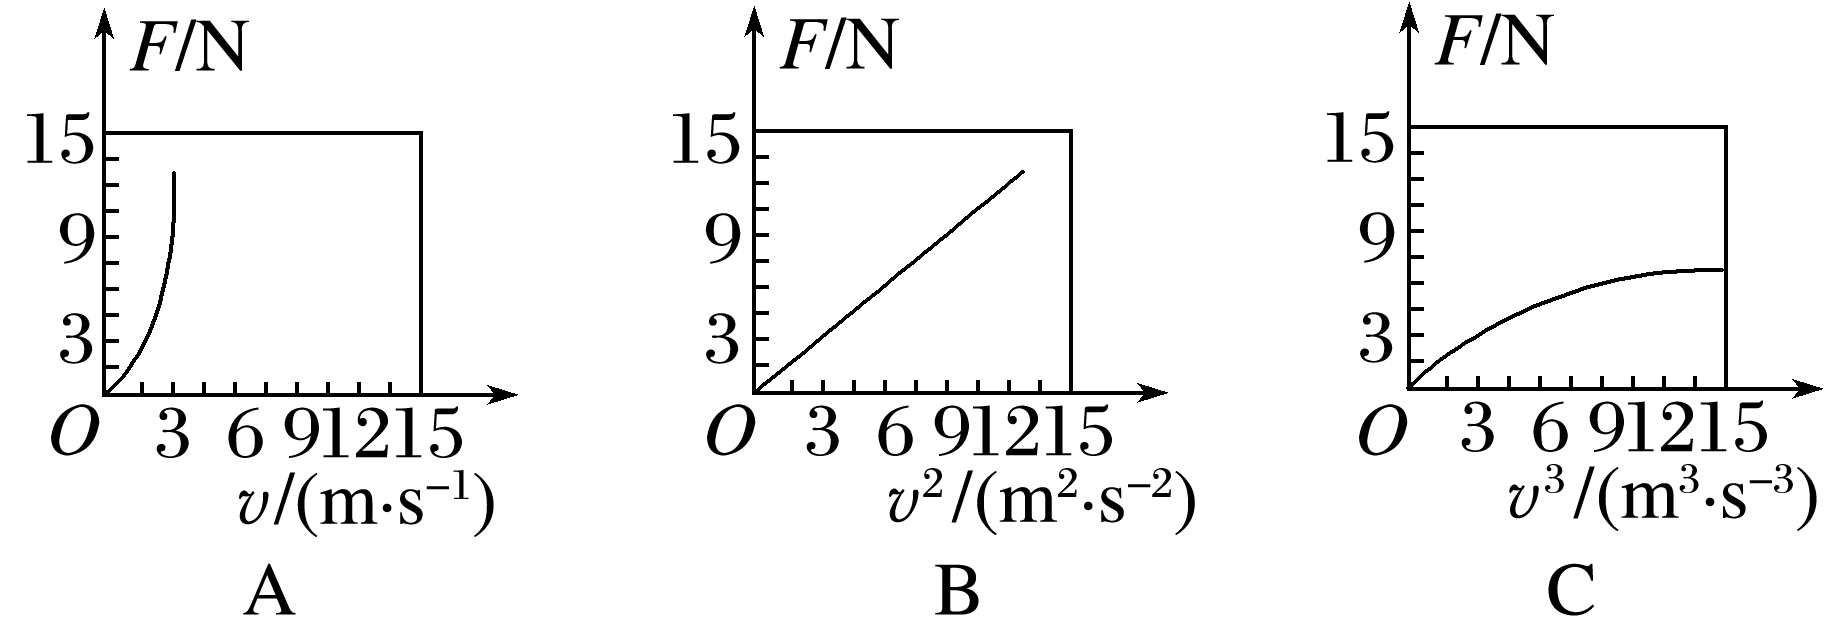 F/N
15
9
3
O 3 6 9 12 15
v/(m·s⁻¹)
A
F/N
15
9
3
O 3 6 9 12 15
v²/(m²·s⁻²)
B
F/N
15
9
3
O 3 6 9 12 15
v³/(m³·s⁻³)
C